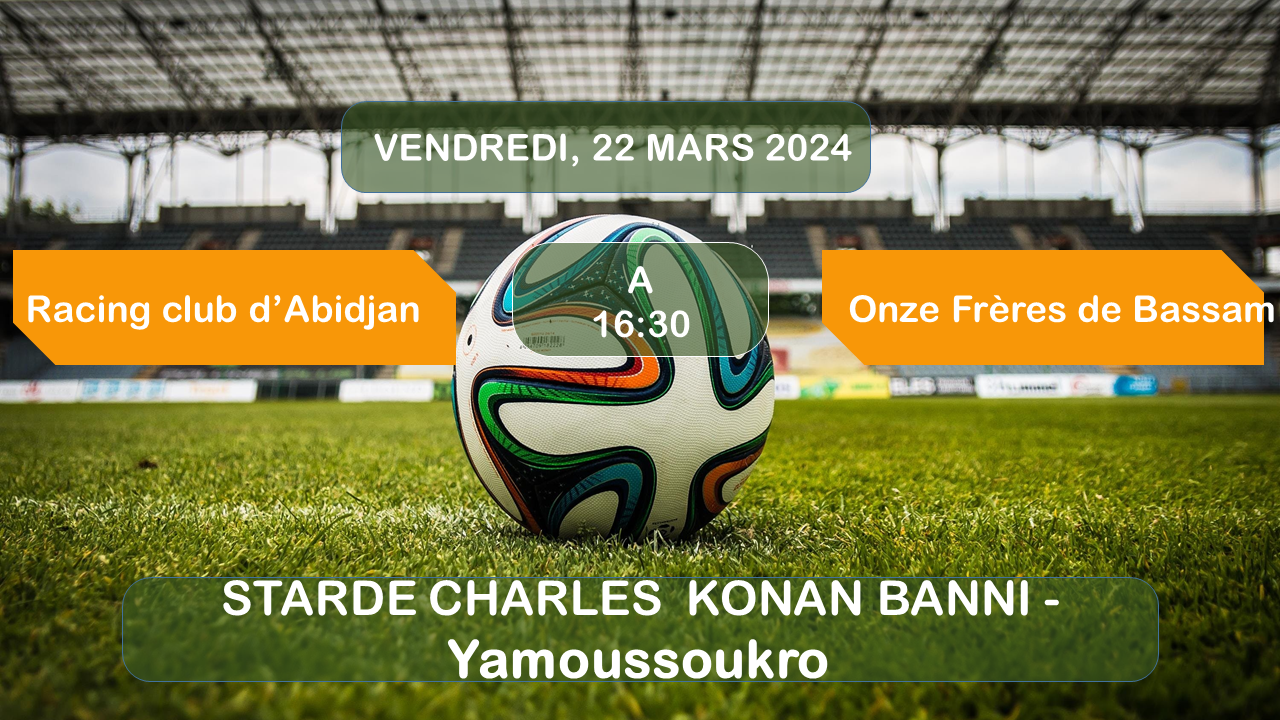 VENDREDI, 22 MARS 2024
A
16:30
Racing club d’Abidjan
Onze Frères de Bassam
STARDE CHARLES  KONAN BANNI -
Yamoussoukro